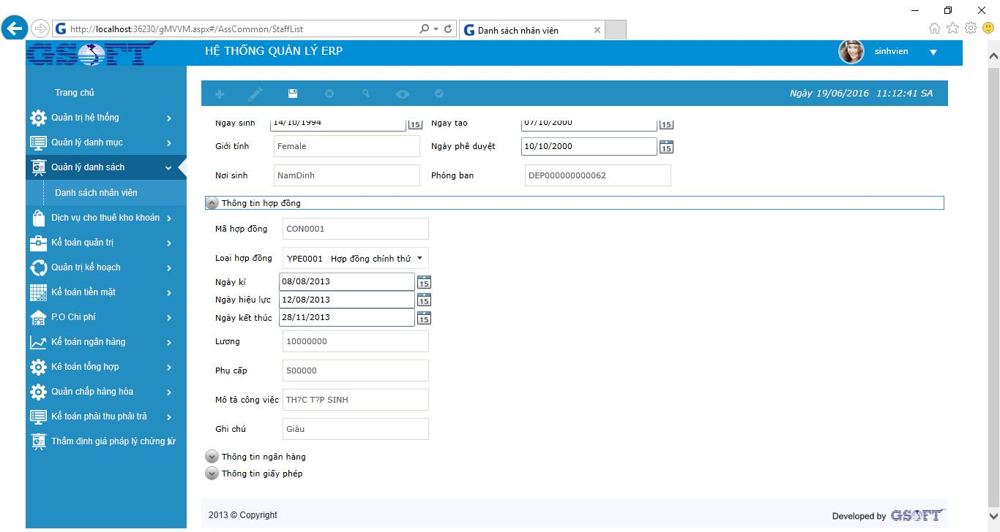 http://localhost:36230/gMVVM.aspx#/AssCommon/StaffList
Danh sách nhân viên
GSOFT
HỆ THỐNG QUẢN LÝ ERP
sinhvien
Trang chủ
Quản trị hệ thống
Quản lý danh mục
Quản lý danh sách
Danh sách nhân viên
Dịch vụ cho thuê kho khoán
Kế toán quản trị
Quản trị kế hoạch
Kế toán tiền mặt
P.O Chi phí
Kế toán ngân hàng
Kế toán tổng hợp
Quản chấp hàng hóa
Kế toán phải thu phải trả
Thẩm định giá pháp lý chứng từ
Ngày 19/06/2016 11:12:41 SA
Ngày sinh 14/10/1994 15 Ngày tạo 07/10/2000 15
Giới tính Female Ngày phê duyệt 10/10/2000 15
Nơi sinh NamDinh Phòng ban DEP000000000062
Thông tin hợp đồng
Mã hợp đồng CON0001
Loại hợp đồng YPE0001 Hợp đồng chính thứ
Ngày kí 08/08/2013 15
Ngày hiệu lực 12/08/2013 15
Ngày kết thúc 28/11/2013 15
Lương 10000000
Phụ cấp 500000
Mô tả công việc TH?C T?P SINH
Ghi chú Giàu
Thông tin ngân hàng
Thông tin giấy phép
2013 © Copyright
Developed by GSOFT